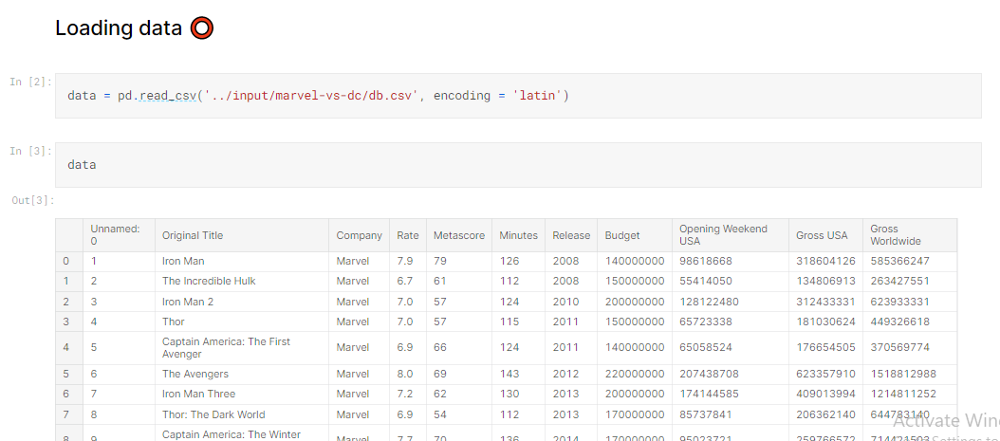 Loading data
In [2]:
data = pd.read_csv('../input/marvel-vs-dc/db.csv', encoding = 'latin')
In [3]:
data
Out[3]:
Unnamed: 0 Original Title Company Rate Metascore Minutes Release Budget Opening Weekend USA Gross USA Gross Worldwide
0 1 Iron Man Marvel 7.9 79 126 2008 140000000 98618668 318604126 585366247
1 2 The Incredible Hulk Marvel 6.7 61 112 2008 150000000 55414050 134806913 263427551
2 3 Iron Man 2 Marvel 7.0 57 124 2010 200000000 128122480 312433331 623933331
3 4 Thor Marvel 7.0 57 115 2011 150000000 65723338 181030624 449326618
4 5 Captain America: The First Avenger Marvel 6.9 66 124 2011 140000000 65058524 176654505 370569774
5 6 The Avengers Marvel 8.0 69 143 2012 220000000 207438708 623357910 1518812988
6 7 Iron Man Three Marvel 7.2 62 130 2013 200000000 174144585 409013994 1214811252
7 8 Thor: The Dark World Marvel 6.9 54 112 2013 170000000 85737841 206362140 644783140
8 9 Captain America: The Winter Marvel 7.7 70 136 2014 170000000 95023721 259766572 714421503
Activate Win
Settings to